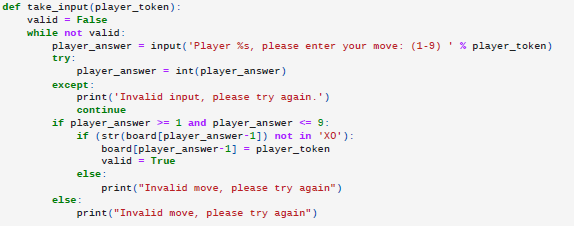 def take_input(player_token):
    valid = False
    while not valid:
        player_answer = input('Player %s, please enter your move: (1-9) ' % player_token)
        try:
            player_answer = int(player_answer)
        except:
            print('Invalid input, please try again.')
            continue
        if player_answer >= 1 and player_answer <= 9:
            if (str(board[player_answer-1]) not in 'XO'):
                board[player_answer-1] = player_token
                valid = True
            else:
                print("Invalid move, please try again")
        else:
            print("Invalid move, please try again")